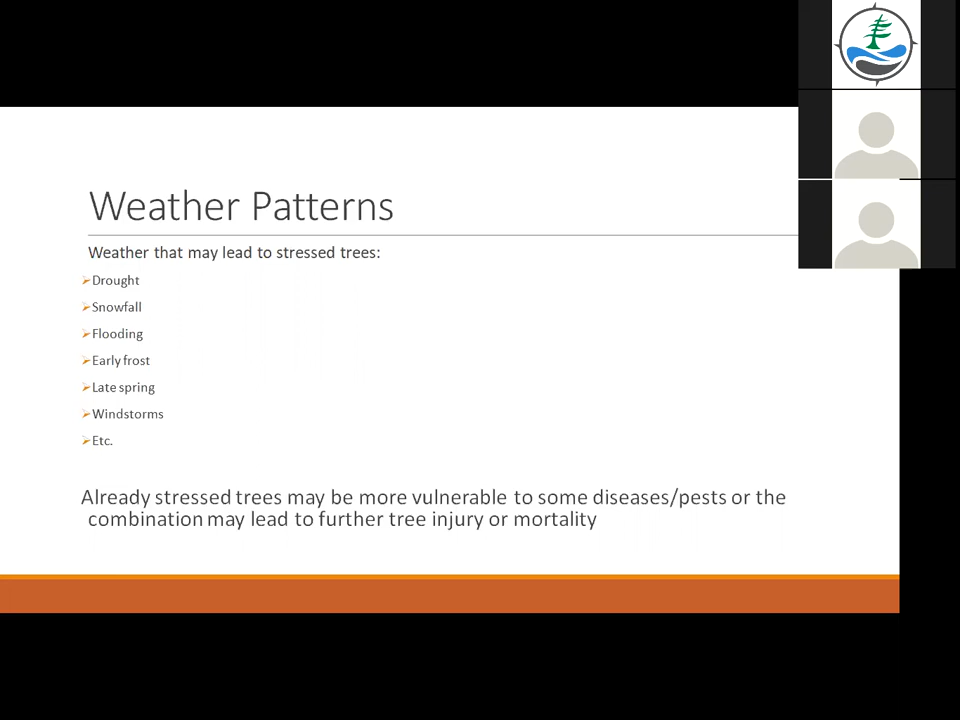 Weather Patterns
Weather that may lead to stressed trees:
Drought
Snowfall
Flooding
Early frost
Late spring
Windstorms
Etc.
Already stressed trees may be more vulnerable to some diseases/pests or the
combination may lead to further tree injury or mortality